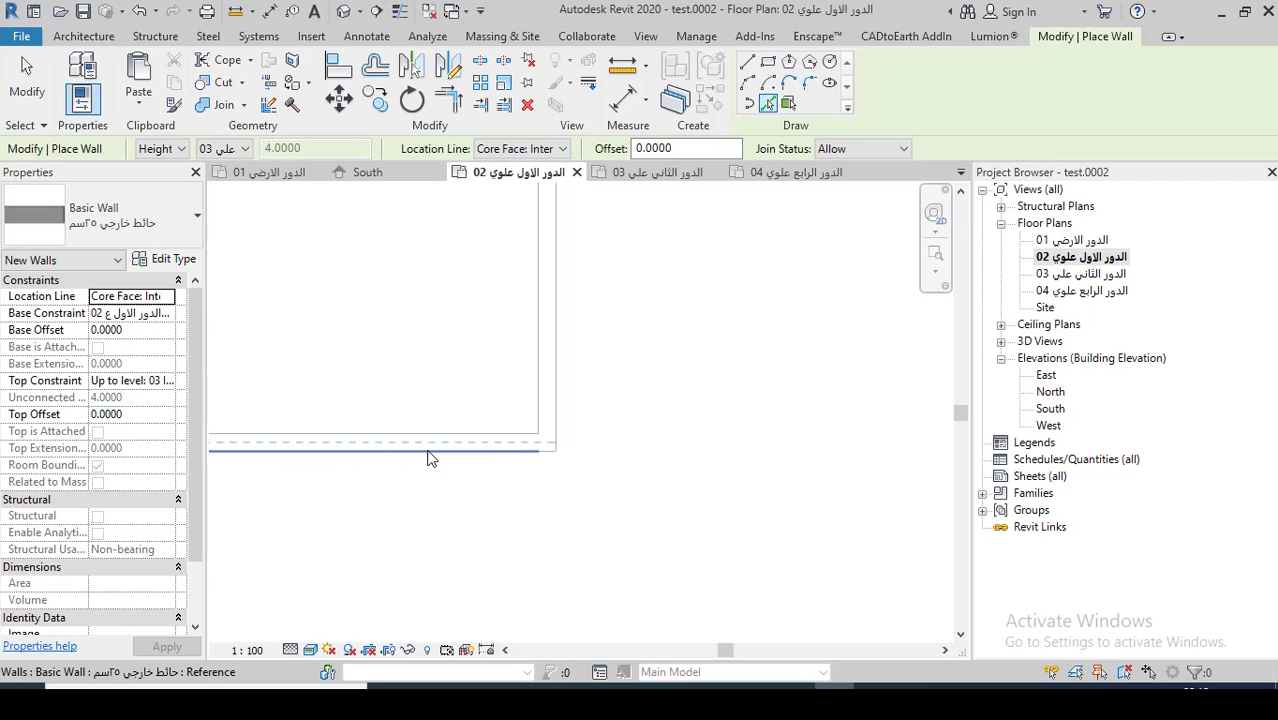 Autodesk Revit 2020 - test.0002 - Floor Plan: 02 الدور الاول علوي
Sign In
File Architecture Structure Steel Systems Insert Annotate Analyze Massing & Site Collaborate View Manage Add-Ins Enscape™ CADtoEarth AddIn Lumion® Modify | Place Wall
Modify Paste Cope Cut Join
Select Properties Clipboard Geometry Modify View Measure Create Draw
Modify | Place Wall Height 03 علي 4.0000 Location Line: Core Face: Inter Offset: 0.0000 Join Status: Allow
Properties
01 الدور الارضي
South
02 الدور الاول علوي
03 الدور الثاني علي
04 الدور الرابع علوي
Project Browser - test.0002
Basic Wall
حائط خارجي ٢٥سم
New Walls Edit Type
Constraints
Location Line Core Face: Inte
Base Constraint 02 الدور الاول ع...
Base Offset 0.0000
Base is Attach...
Base Extensio... 0.0000
Top Constraint Up to level: 03 l...
Unconnected ... 4.0000
Top Offset 0.0000
Top is Attached
Top Extension... 0.0000
Room Boundi...
Related to Mass
Structural
Structural
Enable Analyti...
Structural Usa... Non-bearing
Dimensions
Area
Volume
Identity Data
Image
Properties help Apply
2D
Views (all)
Structural Plans
Floor Plans
01 الدور الارضي
02 الدور الاول علوي
03 الدور الثاني علي
04 الدور الرابع علوي
Site
Ceiling Plans
3D Views
Elevations (Building Elevation)
East
North
South
West
Legends
Schedules/Quantities (all)
Sheets (all)
Families
Groups
Revit Links
Activate Windows
Go to Settings to activate Windows.
1 : 100
Walls : Basic Wall : حائط خارجي ٢٥سم : Reference
:0
Main Model
:0